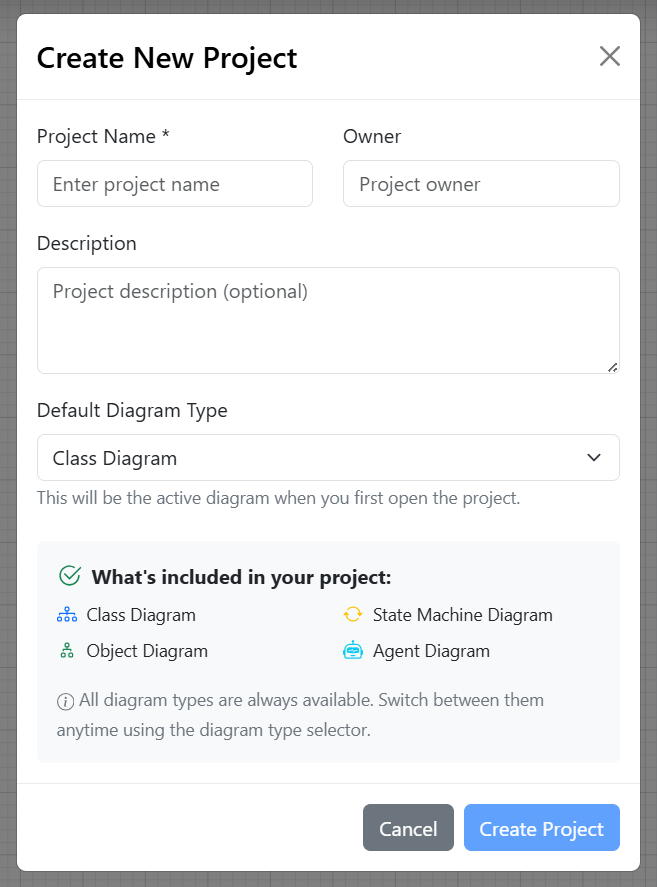 Create New Project
Project Name *
Owner
Enter project name
Project owner
Description
Project description (optional)
Default Diagram Type
Class Diagram
This will be the active diagram when you first open the project.
What's included in your project:
Class Diagram
State Machine Diagram
Object Diagram
Agent Diagram
All diagram types are always available. Switch between them
anytime using the diagram type selector.
Cancel
Create Project